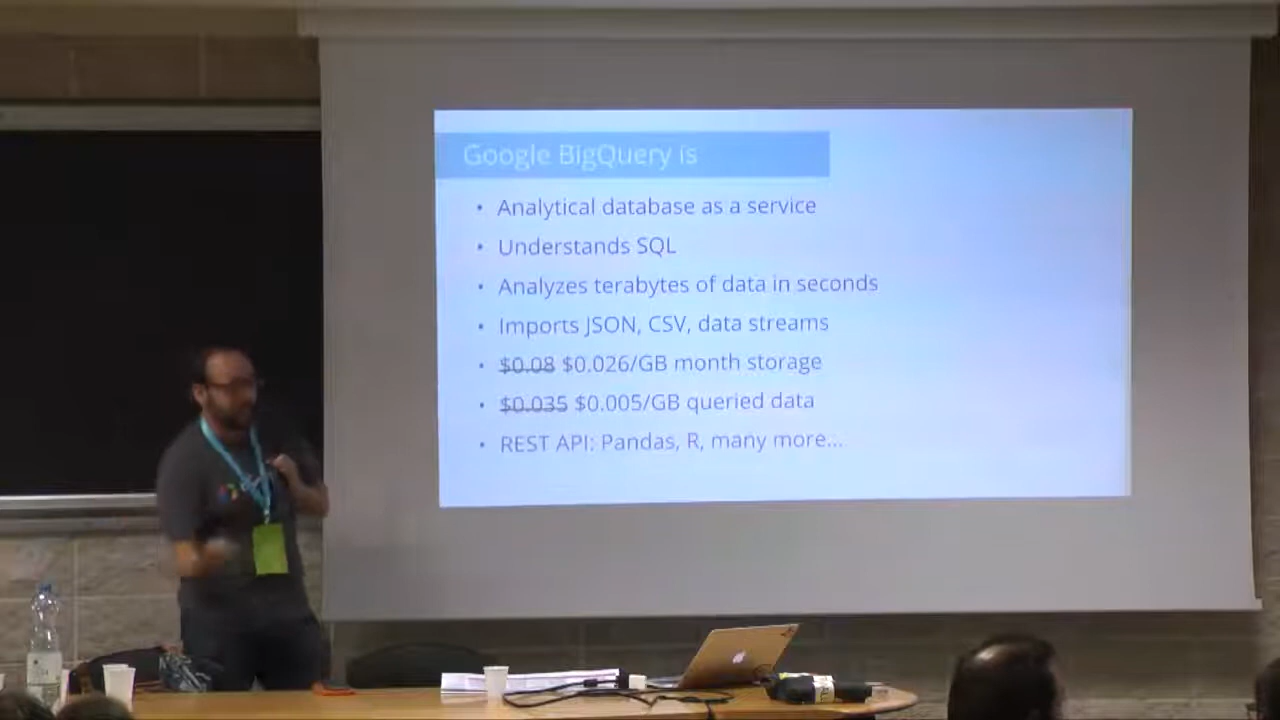 Google BigQuery is
• Analytical database as a service
• Understands SQL
• Analyzes terabytes of data in seconds
• Imports JSON, CSV, data streams
• $0.08 $0.026/GB month storage
• $0.035 $0.005/GB queried data
• REST API: Pandas, R, many more...